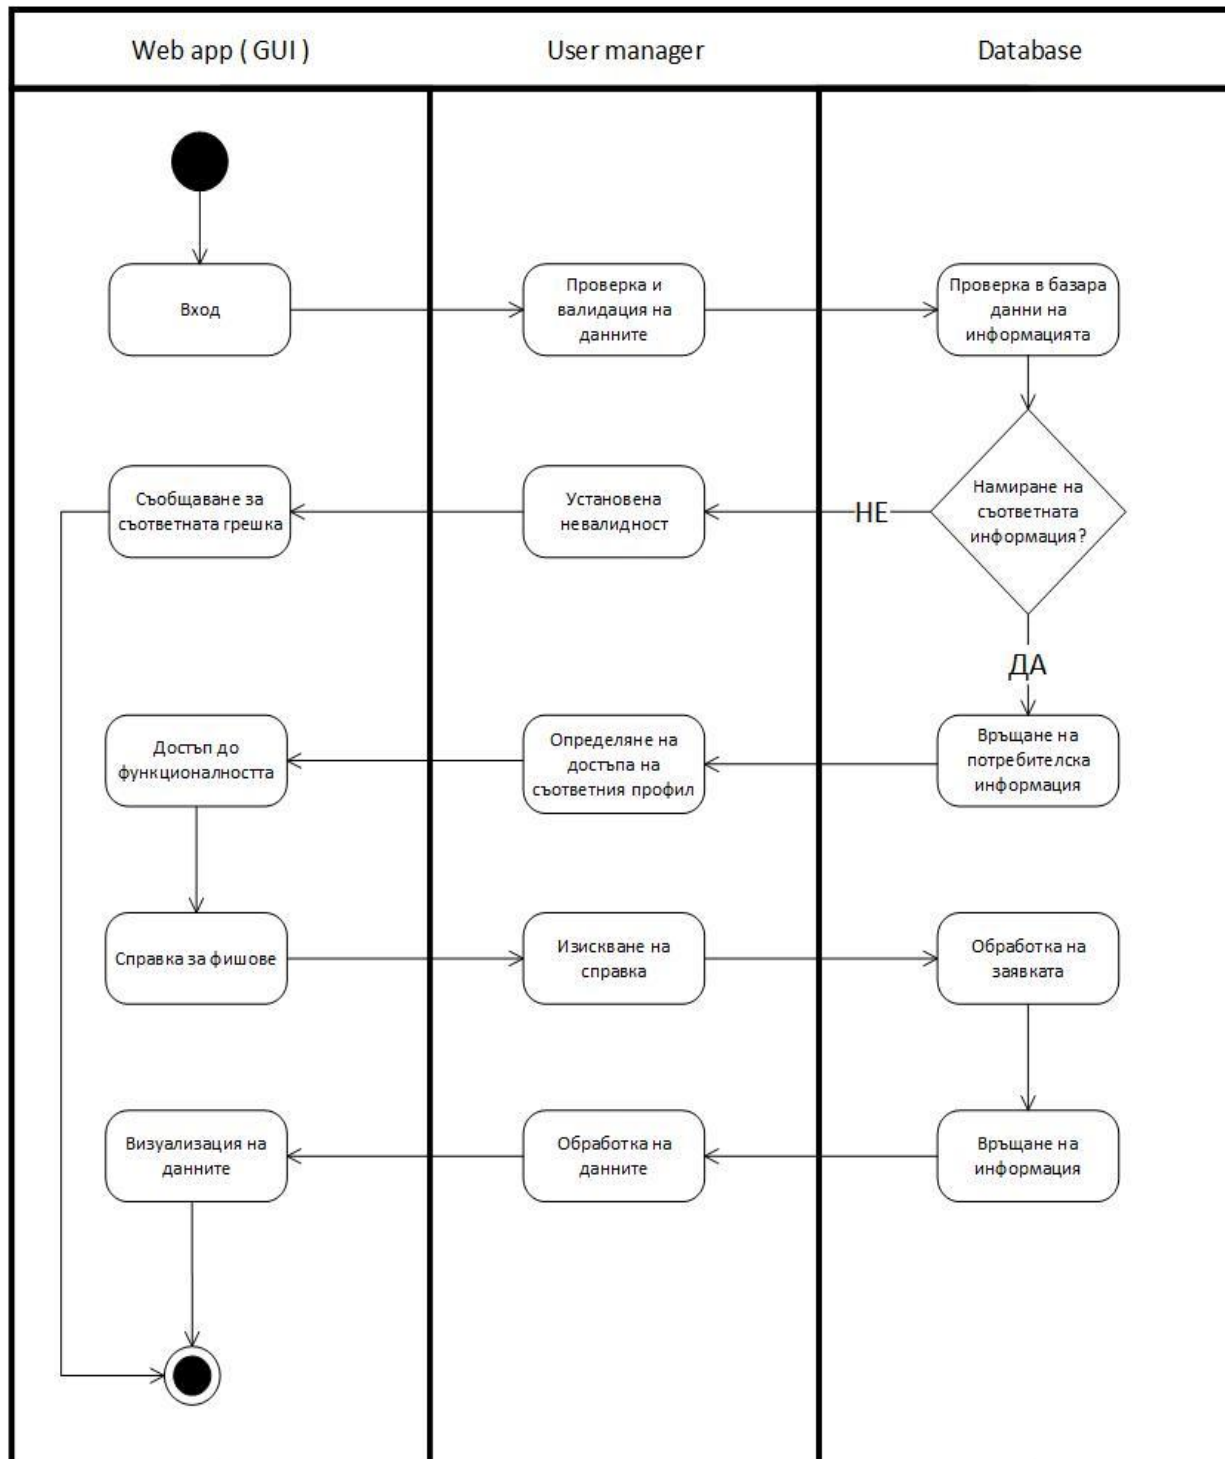 Web app ( GUI )
User manager
Database
Вход
Проверка и
валидация на
данните
Проверка в базара
данни на
информацията
Съобщаване за
съответната грешка
Установена
невалидност
НЕ
Намиране на
съответната
информация?
ДА
Достъп до
функционалността
Определяне на
достъпа на
съответния профил
Връщане на
потребителска
информация
Справка за фишове
Изискване на
справка
Обработка на
заявката
Визуализация на
данните
Обработка на
данните
Връщане на
информация